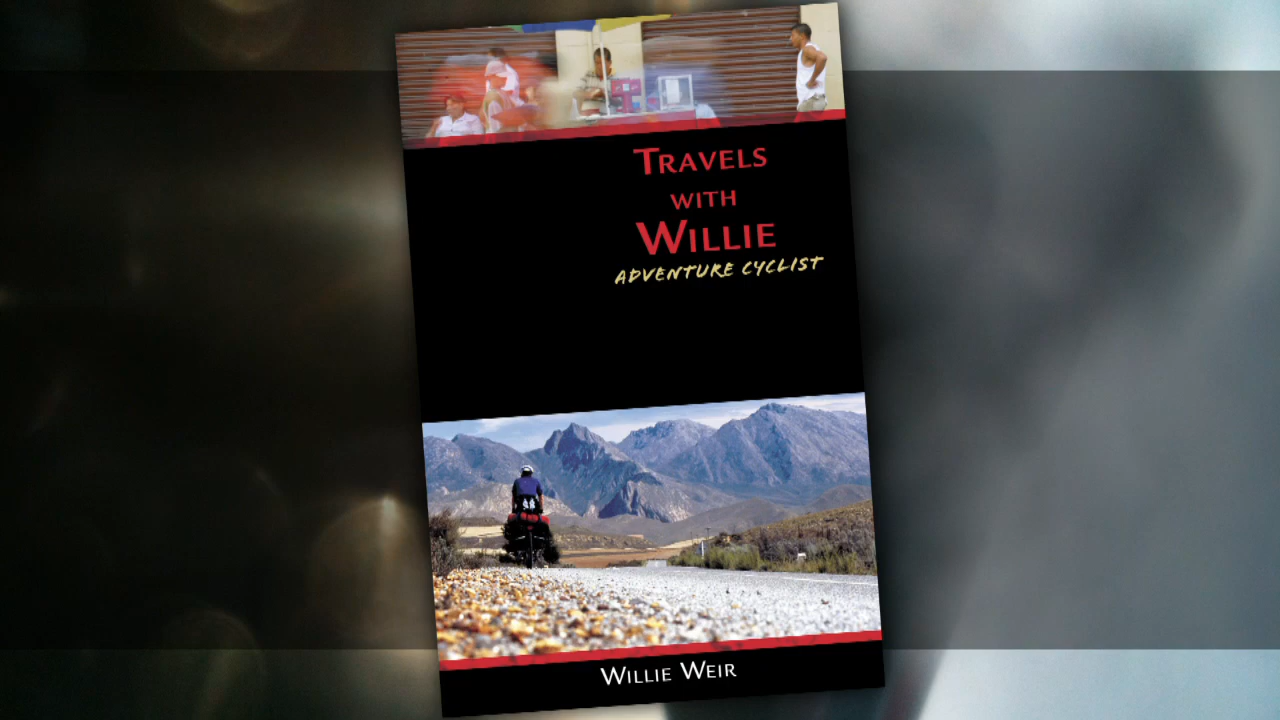 TRAVELS
WITH
WILLIE
ADVENTURE CYCLIST
WILLIE WEIR